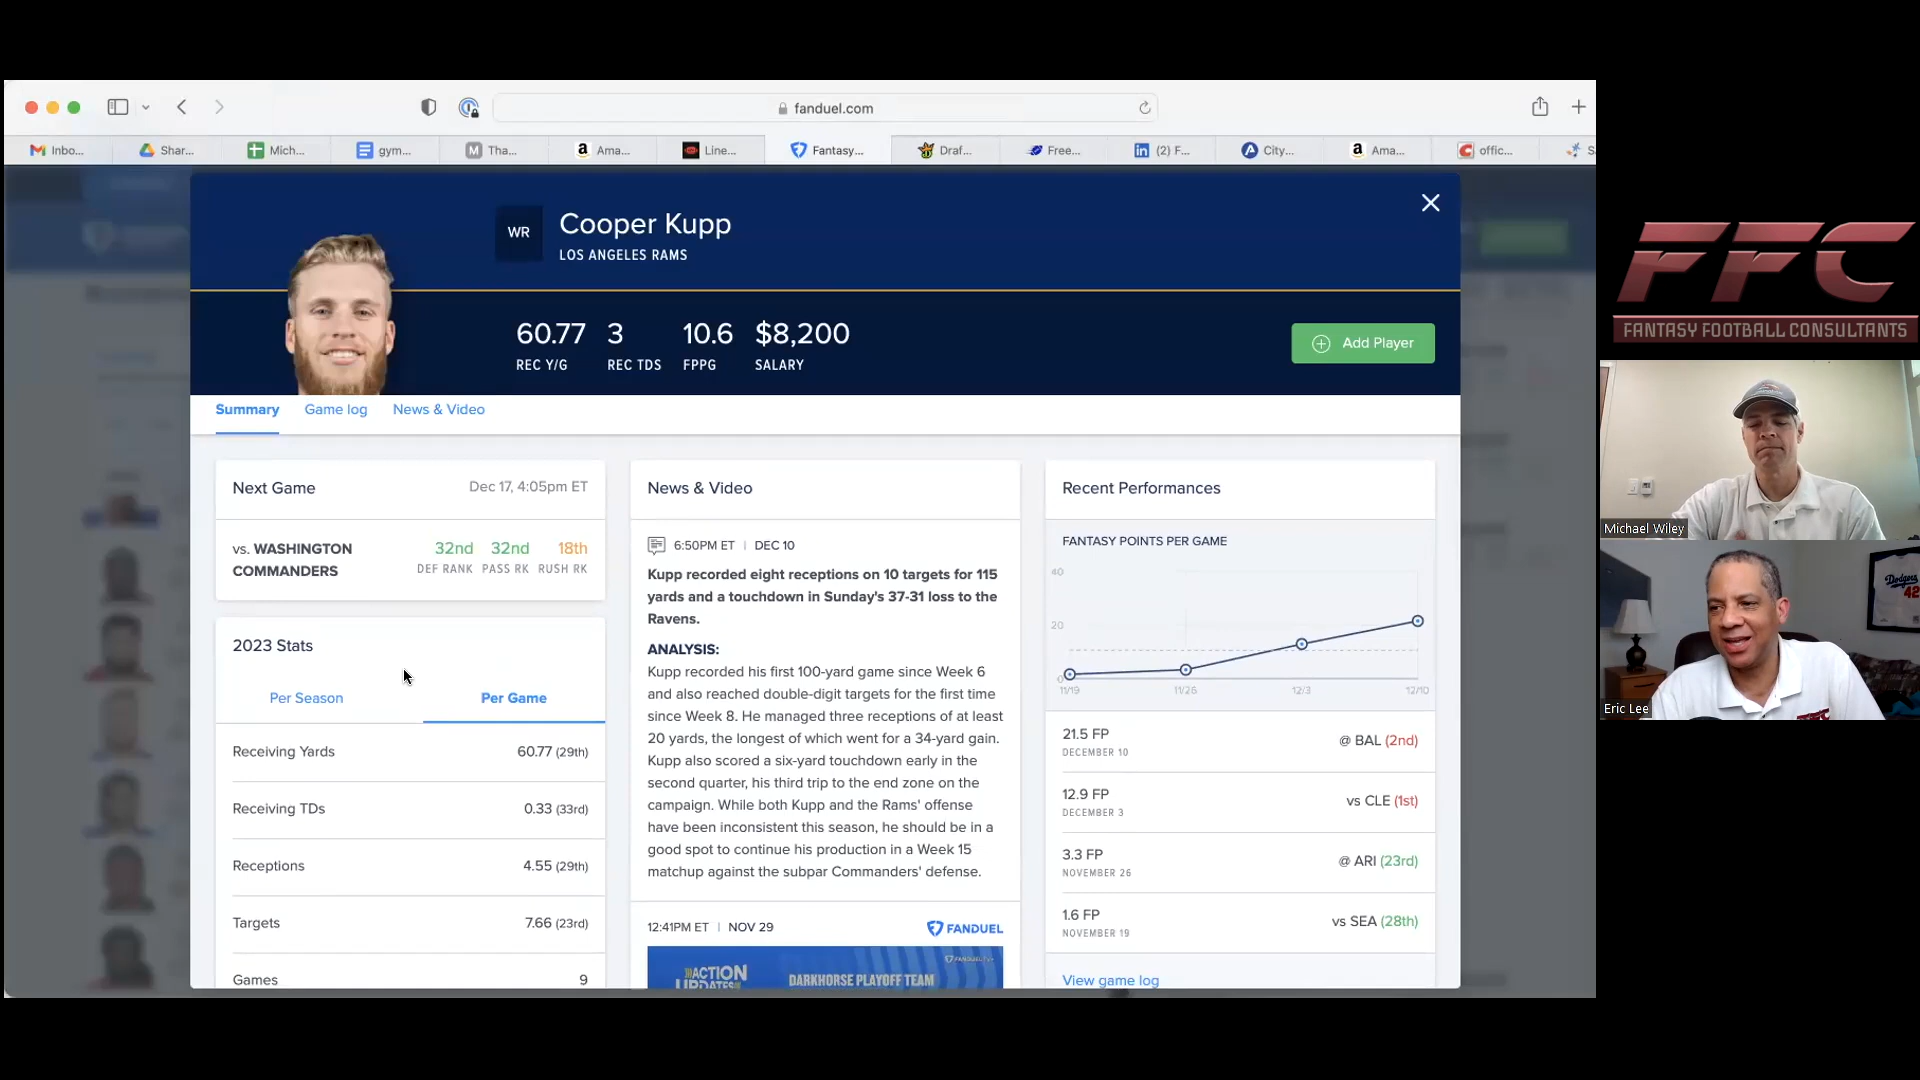 fanduel.com
Inbo...
Shar...
Mich...
gym...
M
Tha...
a
Ama...
Line...
Fantasy...
Draf...
Free...
in
(2) F...
City...
a
Ama...
offic...
S
WR
Cooper Kupp
LOS ANGELES RAMS
60.77 3 10.6 $8,200
REC Y/G REC TDS FPPG SALARY
Add Player
Summary Game log News & Video
Next Game Dec 17, 4:05pm ET
vs. WASHINGTON
COMMANDERS
32nd 32nd 18th
DEF RANK PASS RK RUSH RK
2023 Stats
Per Season Per Game
Receiving Yards 60.77 (29th)
Receiving TDs 0.33 (33rd)
Receptions 4.55 (29th)
Targets 7.66 (23rd)
Games 9
News & Video
6:50PM ET | DEC 10
Kupp recorded eight receptions on 10 targets for 115
yards and a touchdown in Sunday's 37-31 loss to the
Ravens.
ANALYSIS:
Kupp recorded his first 100-yard game since Week 6
and also reached double-digit targets for the first time
since Week 8. He managed three receptions of at least
20 yards, the longest of which went for a 34-yard gain.
Kupp also scored a six-yard touchdown early in the
second quarter, his third trip to the end zone on the
campaign. While both Kupp and the Rams' offense
have been inconsistent this season, he should be in a
good spot to continue his production in a Week 15
matchup against the subpar Commanders' defense.
12:41PM ET | NOV 29
FANDUEL
ACTION
UPDATES
DARKHORSE PLAYOFF TEAM
Recent Performances
FANTASY POINTS PER GAME
40
20
0
11/19 11/26 12/3 12/10
21.5 FP
DECEMBER 10
@ BAL (2nd)
12.9 FP
DECEMBER 3
vs CLE (1st)
3.3 FP
NOVEMBER 26
@ ARI (23rd)
1.6 FP
NOVEMBER 19
vs SEA (28th)
View game log
FFC
FANTASY FOOTBALL CONSULTANTS
Michael Wiley
Dodgers
42
Eric Lee